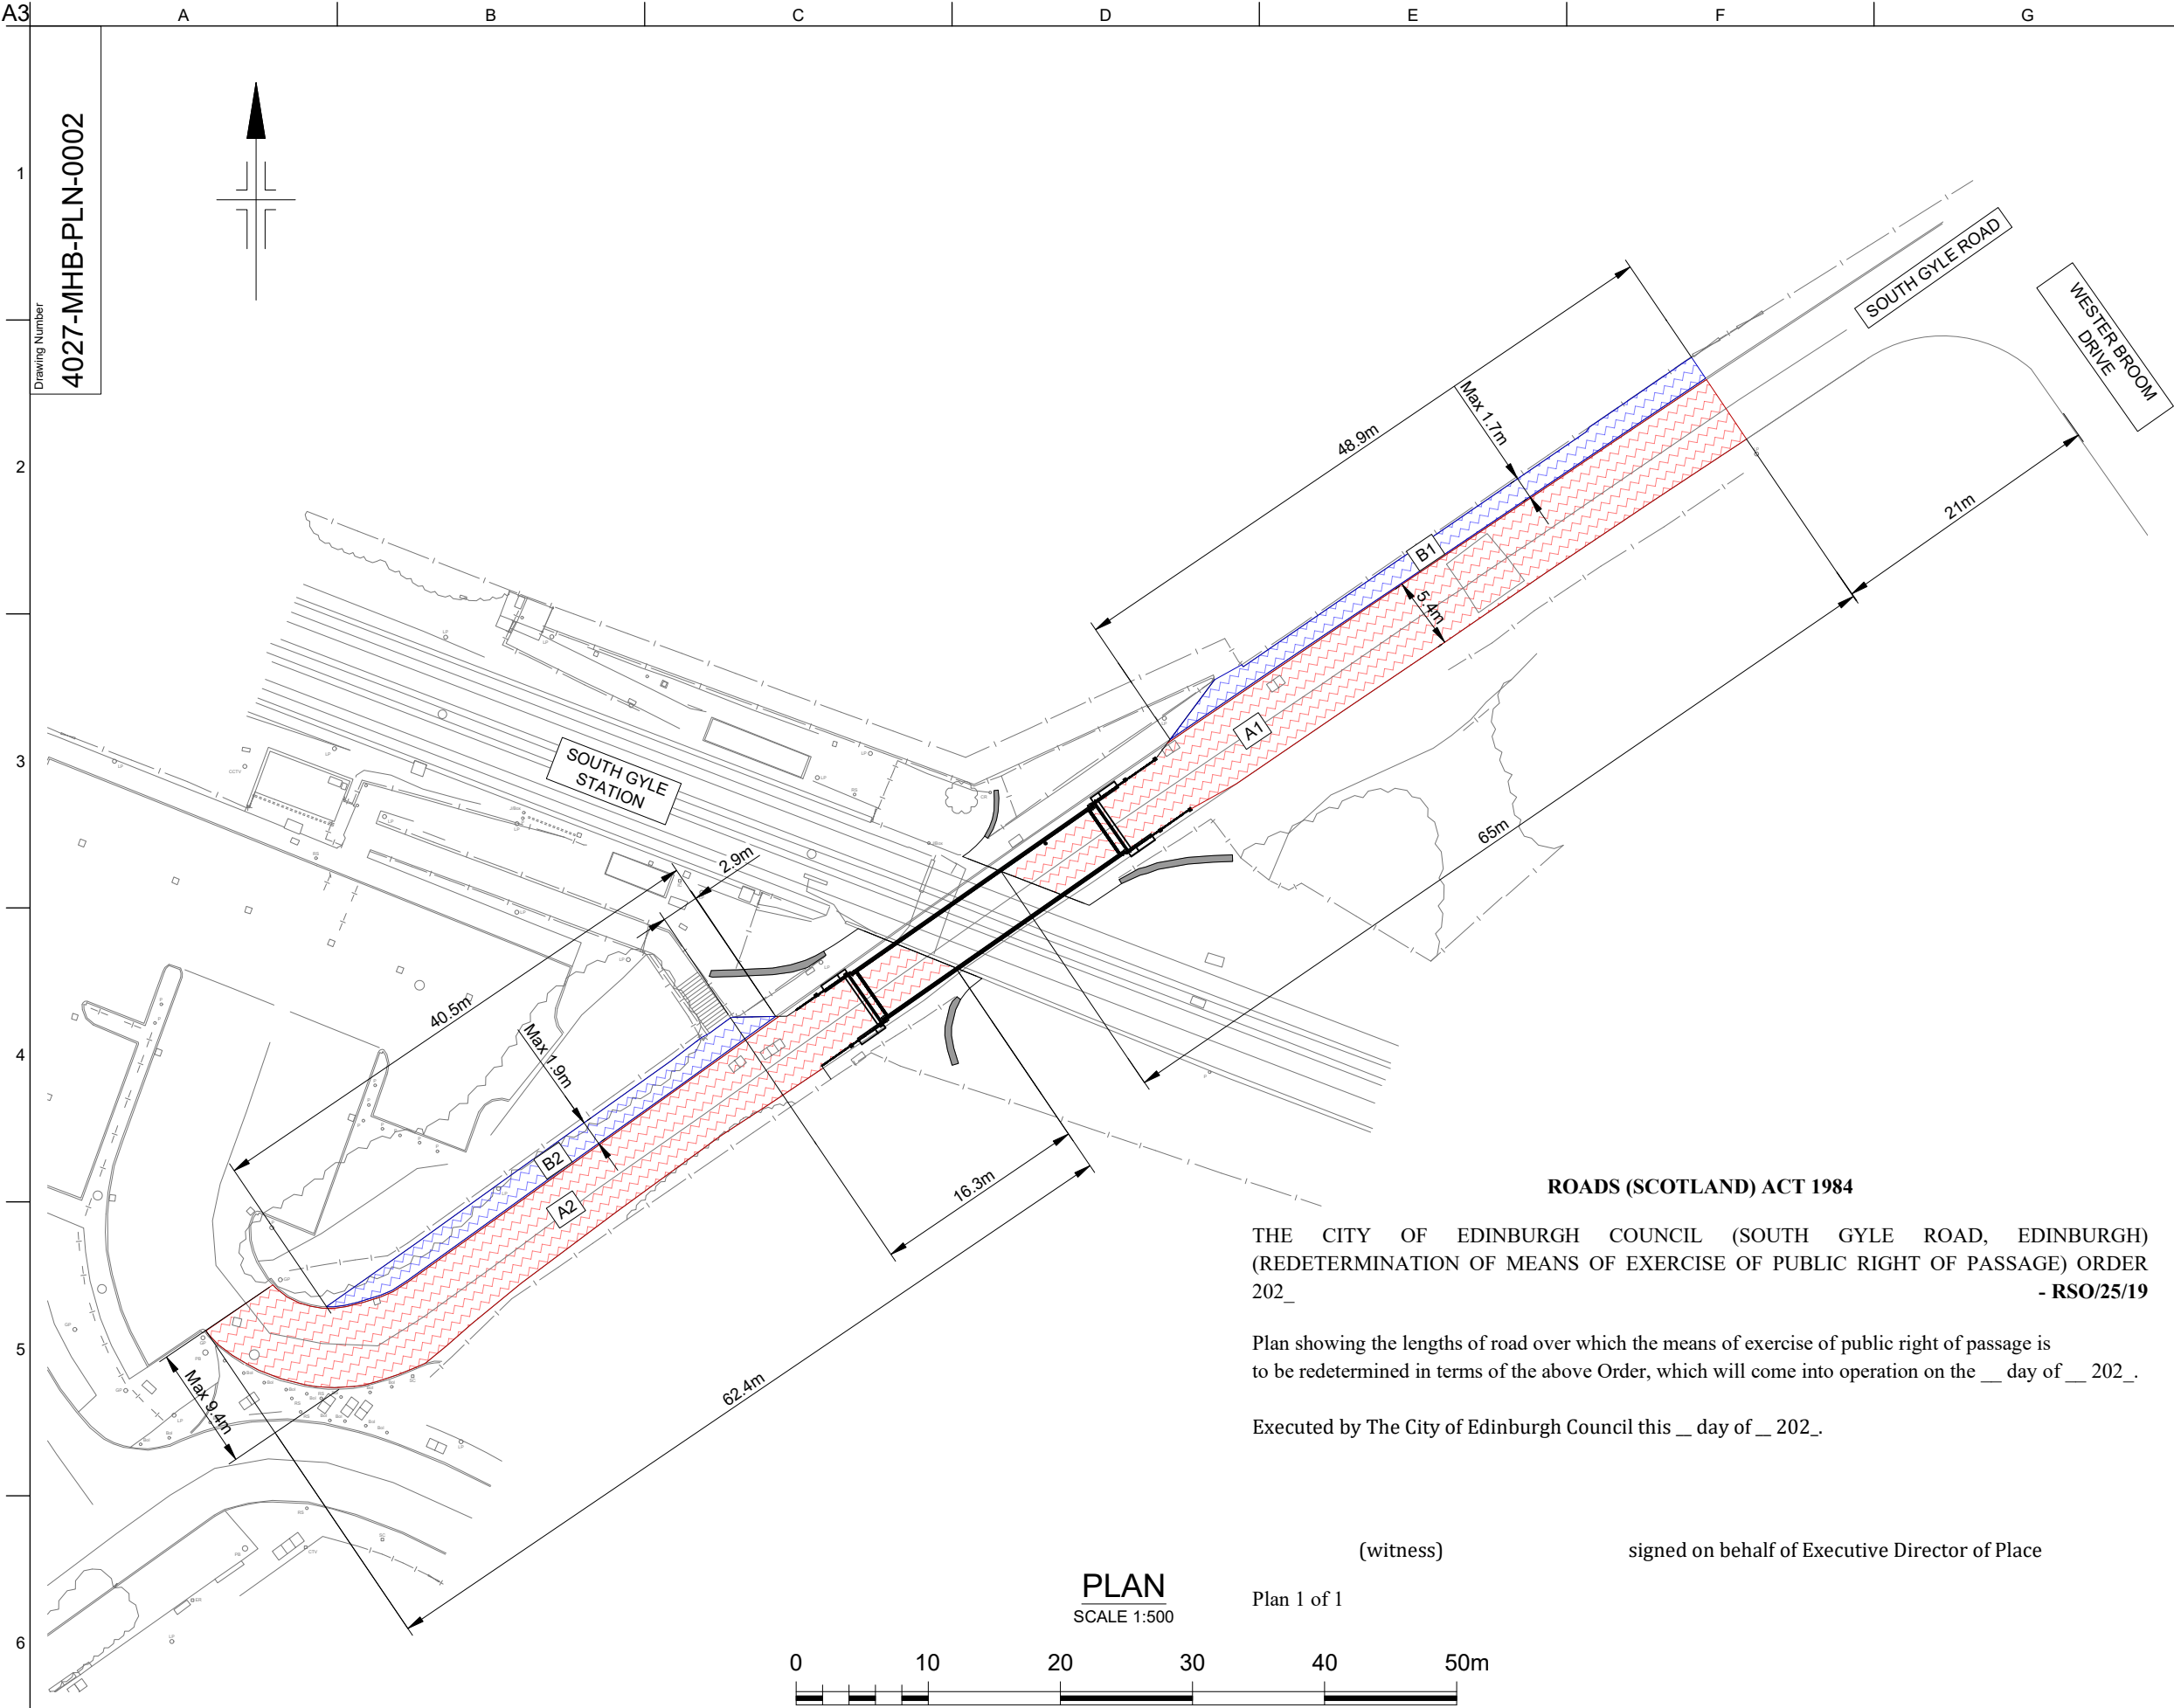 A3
A
B
C
D
E
F
G
1
2
3
4
5
6
Drawing Number
40027-MHB-PLN-0002
SOUTH GYLE ROAD
WESTER BROOM
DRIVE
48.9m
Max 1.7m
21m
B1
5.4m
A1
65m
SOUTH GYLE
STATION
2.9m
40.5m
Max 1.9m
B2
A2
16.3m
62.4m
Max 9.4m
ROADS (SCOTLAND) ACT 1984
THE CITY OF EDINBURGH COUNCIL (SOUTH GYLE ROAD, EDINBURGH)
(REDETERMINATION OF MEANS OF EXERCISE OF PUBLIC RIGHT OF PASSAGE) ORDER
202_ - RSO/25/19
Plan showing the lengths of road over which the means of exercise of public right of passage is
to be redetermined in terms of the above Order, which will come into operation on the __ day of __ 202_.
Executed by The City of Edinburgh Council this __ day of __ 202_.
(witness) signed on behalf of Executive Director of Place
Plan 1 of 1
PLAN
SCALE 1:500
0 10 20 30 40 50m